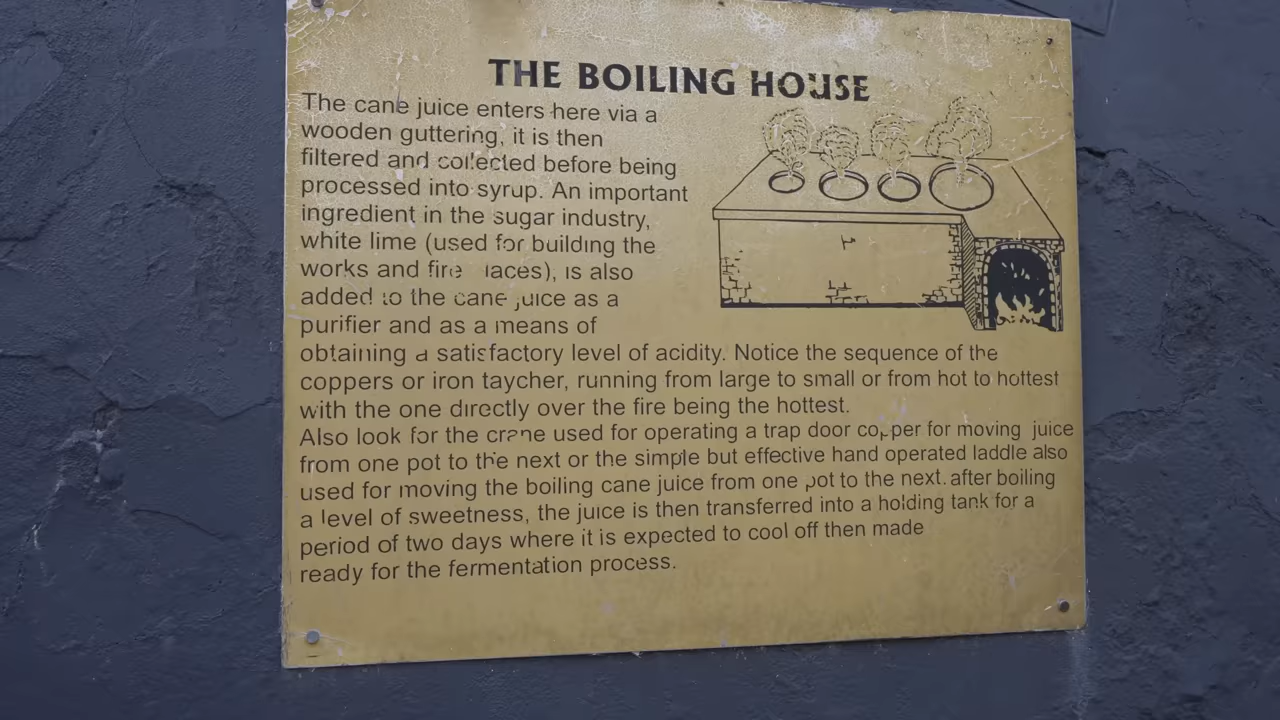 THE BOILING HOUSE
The cane juice enters here via a
wooden guttering, it is then
filtered and collected before being
processed into syrup. An important
ingredient in the sugar industry,
white lime (used for building the
works and fire laces), is also
added to the cane juice as a
purifier and as a means of
obtaining a satisfactory level of acidity. Notice the sequence of the
coppers or iron taycher, running from large to small or from hot to hottest
with the one directly over the fire being the hottest.
Also look for the crane used for operating a trap door copper for moving juice
from one pot to the next or the simple but effective hand operated laddle also
used for moving the boiling cane juice from one pot to the next. after boiling
a level of sweetness, the juice is then transferred into a holding tank for a
period of two days where it is expected to cool off then made
ready for the fermentation process.